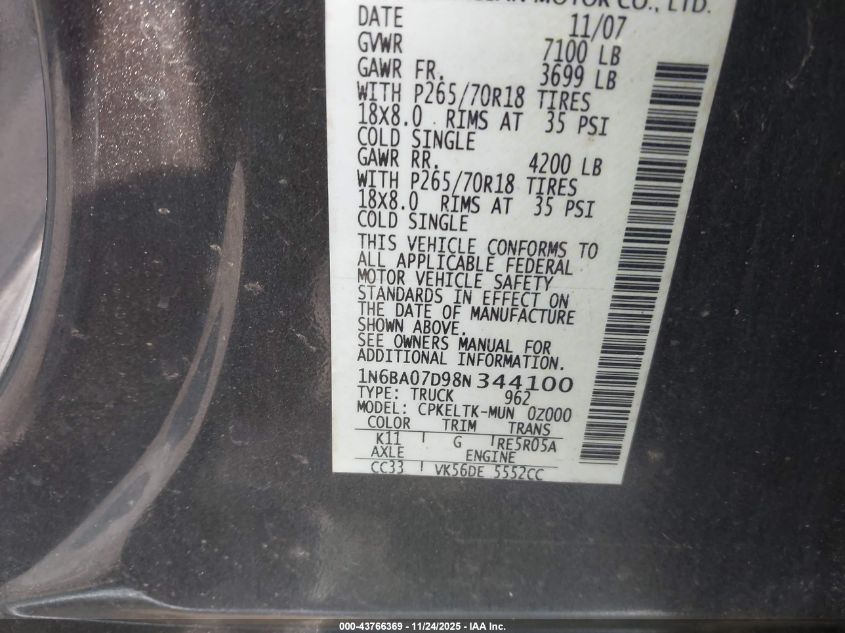 MOTOR CO., LTD.
DATE 11/07
GVWR 7100 LB
GAWR FR. 3699 LB
WITH P265/70R18 TIRES
18X8.0 RIMS AT 35 PSI
COLD SINGLE
GAWR RR. 4200 LB
WITH P265/70R18 TIRES
18X8.0 RIMS AT 35 PSI
COLD SINGLE
THIS VEHICLE CONFORMS TO
ALL APPLICABLE FEDERAL
MOTOR VEHICLE SAFETY
STANDARDS IN EFFECT ON
THE DATE OF MANUFACTURE
SHOWN ABOVE.
SEE OWNERS MANUAL FOR
ADDITIONAL INFORMATION.
1N6BA07D98N344100
TYPE: TRUCK 962
MODEL: CPKELTK-MUN 0Z000
COLOR TRIM TRANS
K11 G RE5R05A
AXLE ENGINE
CC33 VK56DE 5552CC
000-43766369 - 11/24/2025 - IAA Inc.